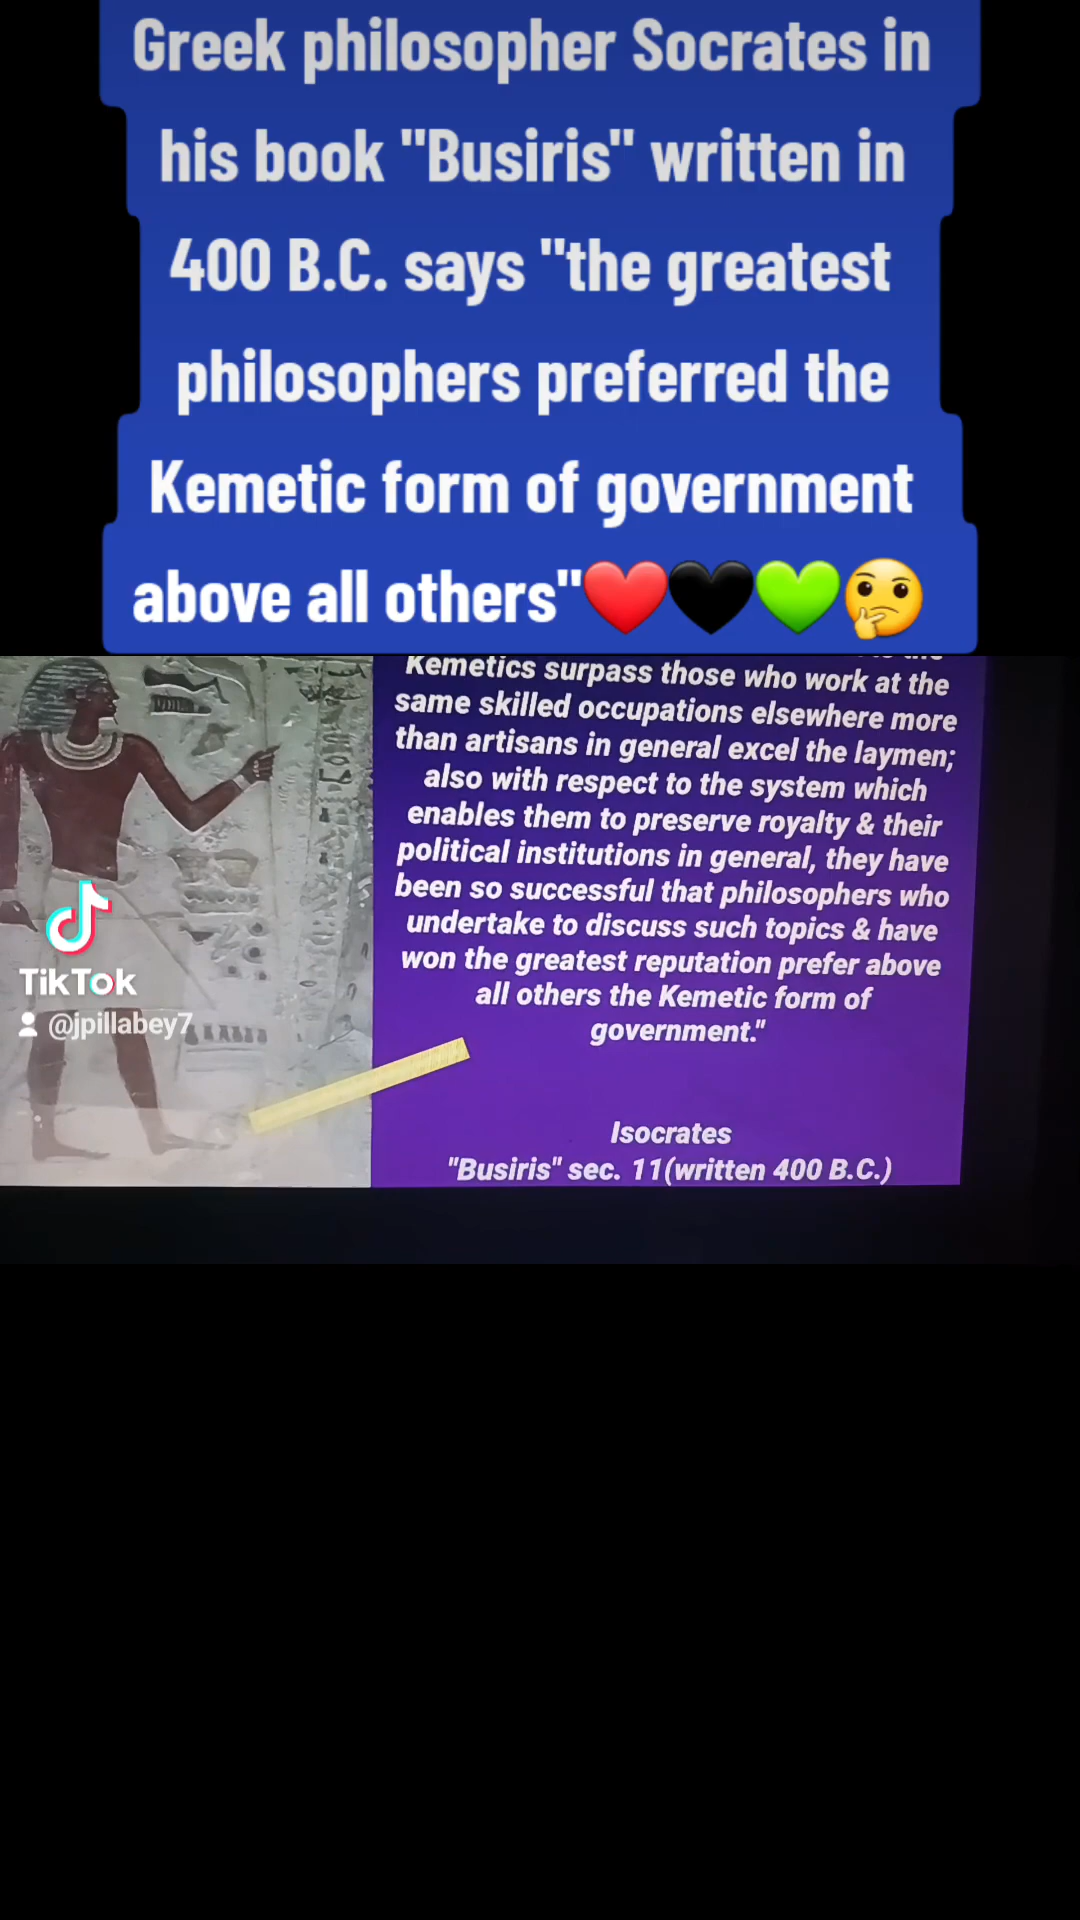 Greek philosopher Socrates in
his book "Busiris" written in
400 B.C. says "the greatest
philosophers preferred the
Kemetic form of government
above all others"❤️🖤💚🤔
Kemetics surpass those who work at the
same skilled occupations elsewhere more
than artisans in general excel the laymen;
also with respect to the system which
enables them to preserve royalty & their
political institutions in general, they have
been so successful that philosophers who
undertake to discuss such topics & have
won the greatest reputation prefer above
all others the Kemetic form of
government."
Isocrates
"Busiris" sec. 11(written 400 B.C.)
TikTok
@jpillabey7